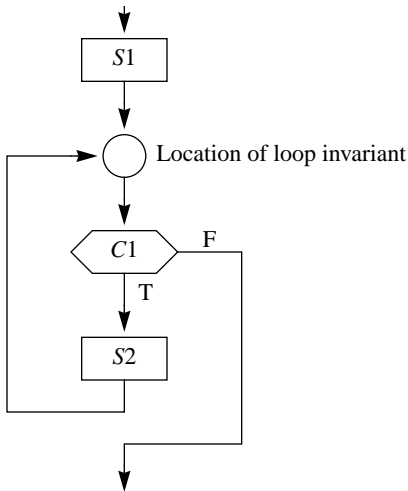 S1
Location of loop invariant
C1
F
T
S2